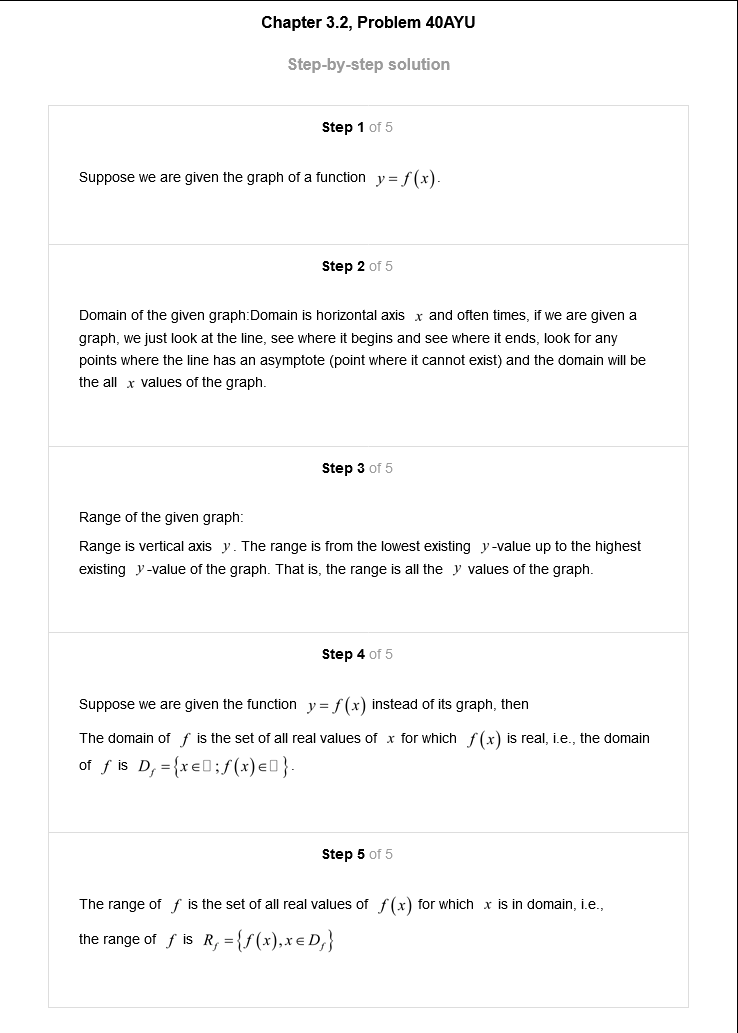 Chapter 3.2, Problem 40AYU
Step-by-step solution
Step 1 of 5
Suppose we are given the graph of a function y = f(x).
Step 2 of 5
Domain of the given graph:Domain is horizontal axis x and often times, if we are given a
graph, we just look at the line, see where it begins and see where it ends, look for any
points where the line has an asymptote (point where it cannot exist) and the domain will be
the all x values of the graph.
Step 3 of 5
Range of the given graph:
Range is vertical axis y. The range is from the lowest existing y-value up to the highest
existing y-value of the graph. That is, the range is all the y values of the graph.
Step 4 of 5
Suppose we are given the function y = f(x) instead of its graph, then
The domain of f is the set of all real values of x for which f(x) is real, i.e., the domain
of f is D_f = {x ∈ □ ; f(x) ∈ □ }.
Step 5 of 5
The range of f is the set of all real values of f(x) for which x is in domain, i.e.,
the range of f is R_f = {f(x), x ∈ D_f}